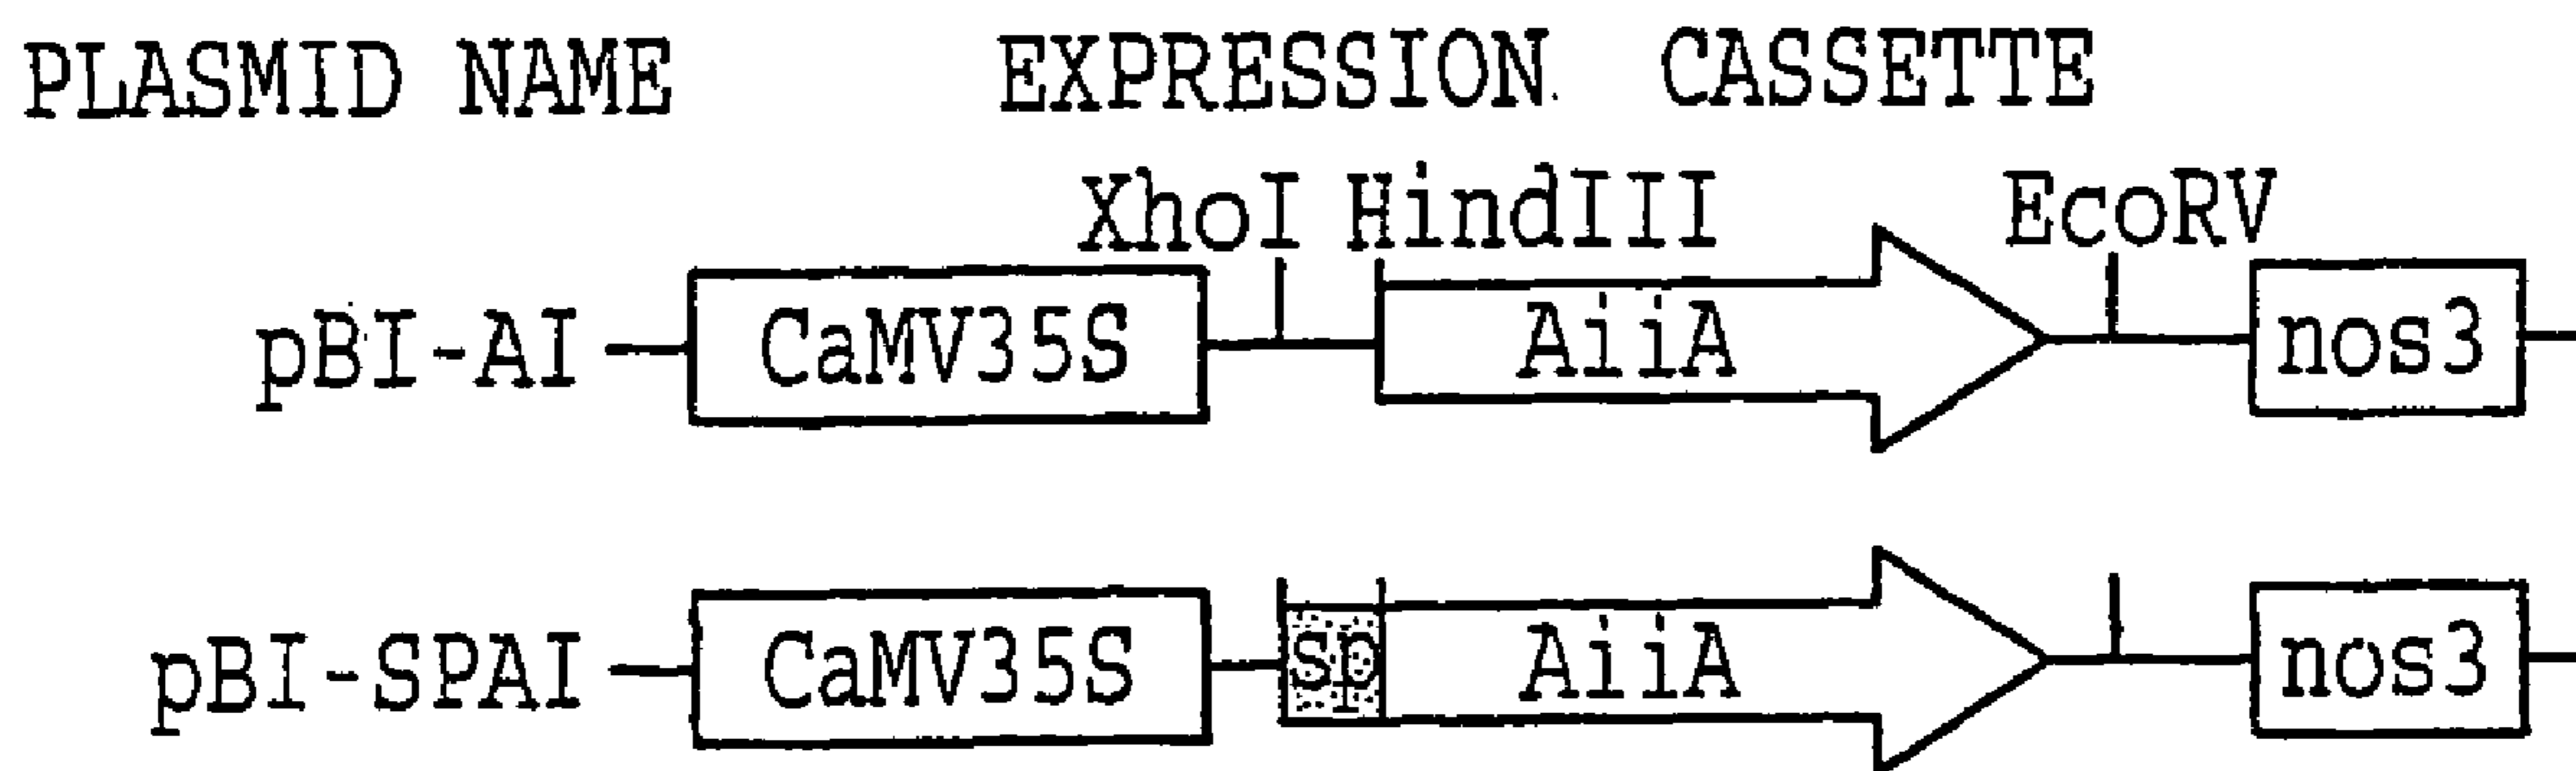 PLASMID NAME EXPRESSION CASSETTE
XhoI HindIII EcoRV
pBI-AI CaMV35S AiiA nos3
pBI-SPAI CaMV35S sp AiiA nos3